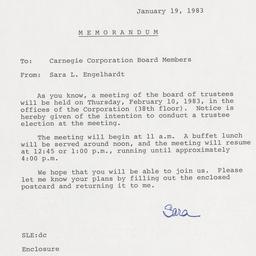 January 19, 1983
MEMORANDUM
To: Carnegie Corporation Board Members
From: Sara L. Engelhardt
As you know, a meeting of the board of trustees
will be held on Thursday, February 10, 1983, in the
offices of the Corporation (38th floor). Notice is
hereby given of the intention to conduct a trustee
election at the meeting.
The meeting will begin at 11 a.m. A buffet lunch
will be served around noon, and the meeting will resume
at 12:45 or 1:00 p.m., running until approximately
4:00 p.m.
We hope that you will be able to join us. Please
let me know your plans by filling out the enclosed
postcard and returning it to me.
Sara
SLE:dc
Enclosure